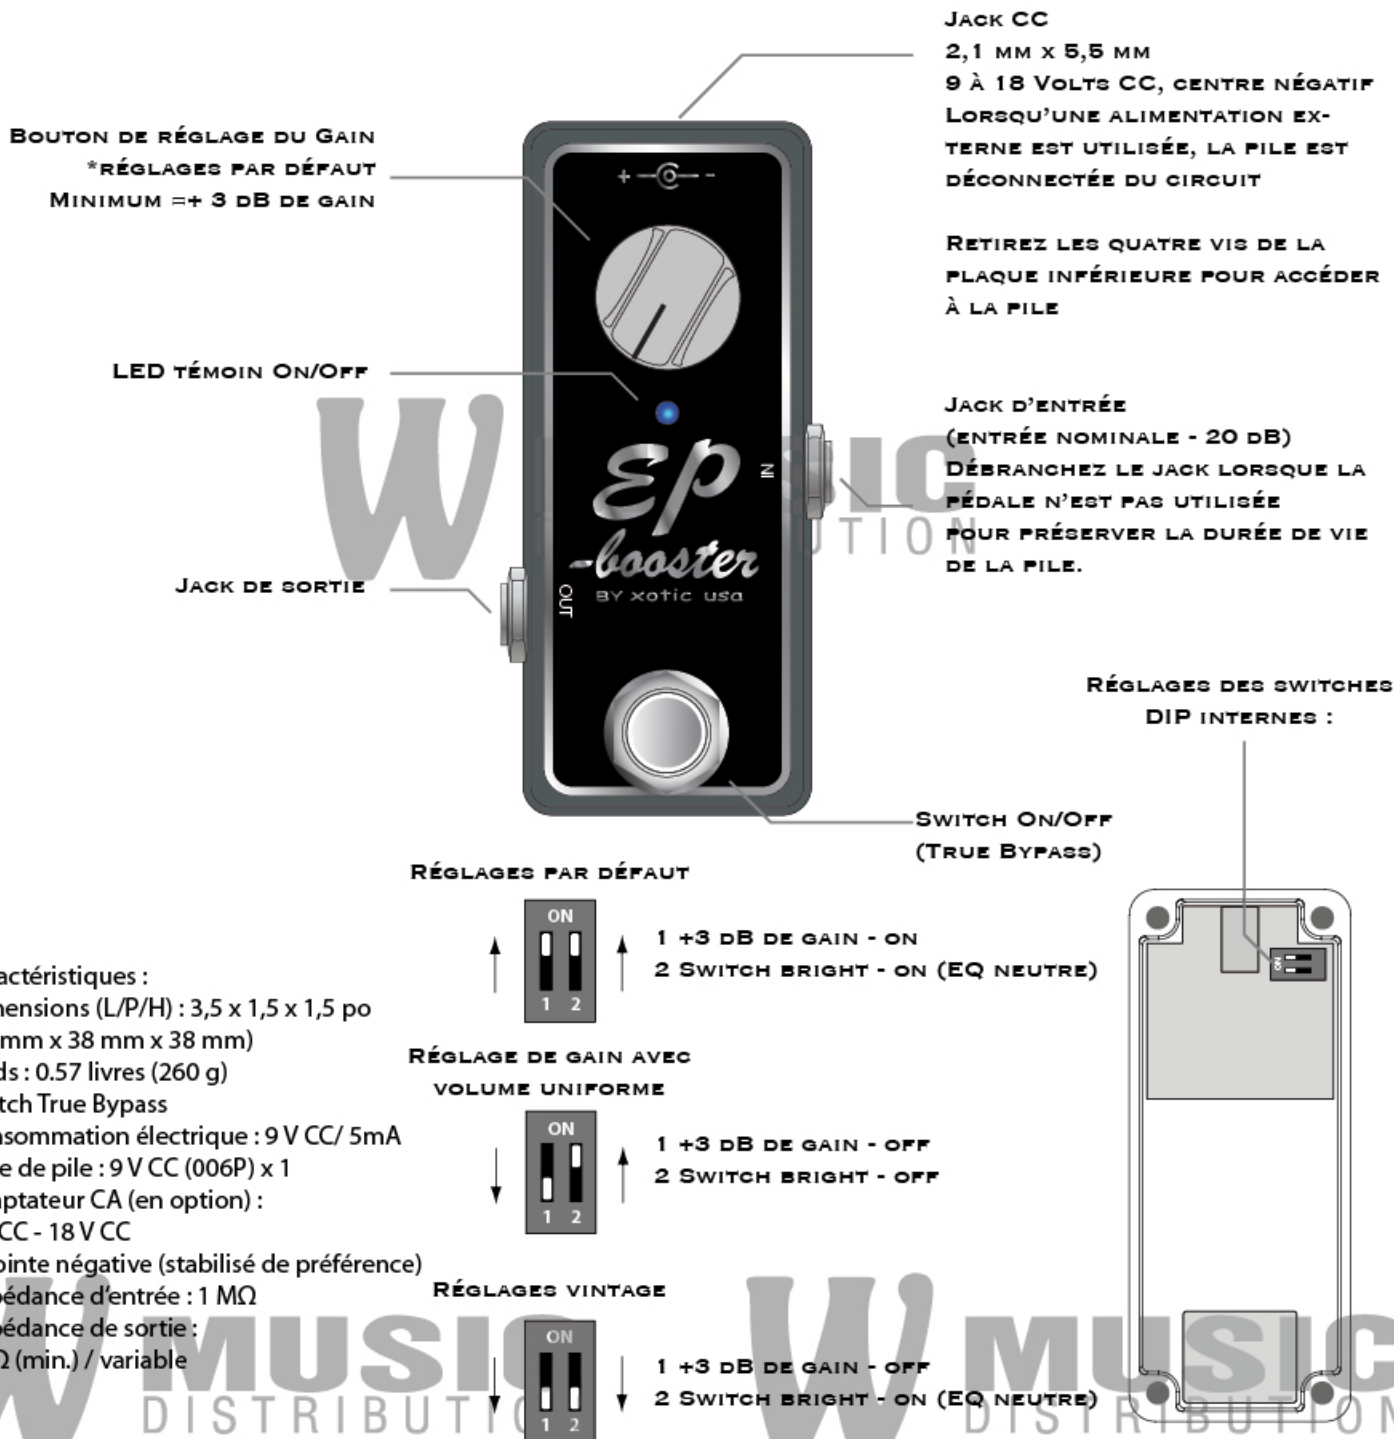 Jack CC
2,1 mm x 5,5 mm
9 à 18 Volts CC, centre négatif
Lorsqu'une alimentation ex-
terne est utilisée, la pile est
déconnectée du circuit
Retirez les quatre vis de la
plaque inférieure pour accéder
à la pile
Bouton de réglage du Gain
*réglages par défaut
Minimum =+ 3 dB de gain
LED témoin On/Off
Jack d'entrée
(entrée nominale - 20 dB)
Débranchez le jack lorsque la
pédale n'est pas utilisée
pour préserver la durée de vie
de la pile.
Jack de sortie
+ -
EP
-booster
BY xotic usa
IN
OUT
Réglages des switches
DIP internes :
Switch On/Off
(True Bypass)
Réglages par défaut
ON
1 2
1 +3 dB de gain - on
2 Switch bright - on (EQ neutre)
ON
Réglage de gain avec
volume uniforme
ON
1 2
1 +3 dB de gain - off
2 Switch bright - off
Réglages vintage
ON
1 2
1 +3 dB de gain - off
2 Switch bright - on (EQ neutre)
actéristiques :
ensions (L/P/H) : 3,5 x 1,5 x 1,5 po
mm x 38 mm x 38 mm)
ds : 0.57 livres (260 g)
tch True Bypass
nsommation électrique : 9 V CC/ 5mA
e de pile : 9 V CC (006P) x 1
aptateur CA (en option) :
CC - 18 V CC
ointe négative (stabilisé de préférence)
pédance d'entrée : 1 MΩ
pédance de sortie :
Ω (min.) / variable
W MUSIC
DISTRIBUTION
W MUSIC
DISTRIBUTION